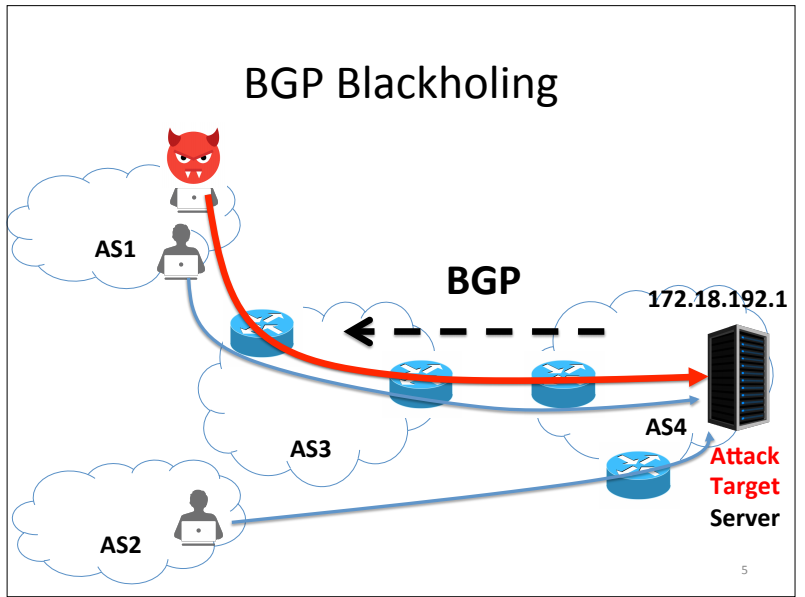 BGP Blackholing
AS1
BGP
172.18.192.1
AS3
AS4
Attack
Target
Server
AS2
5